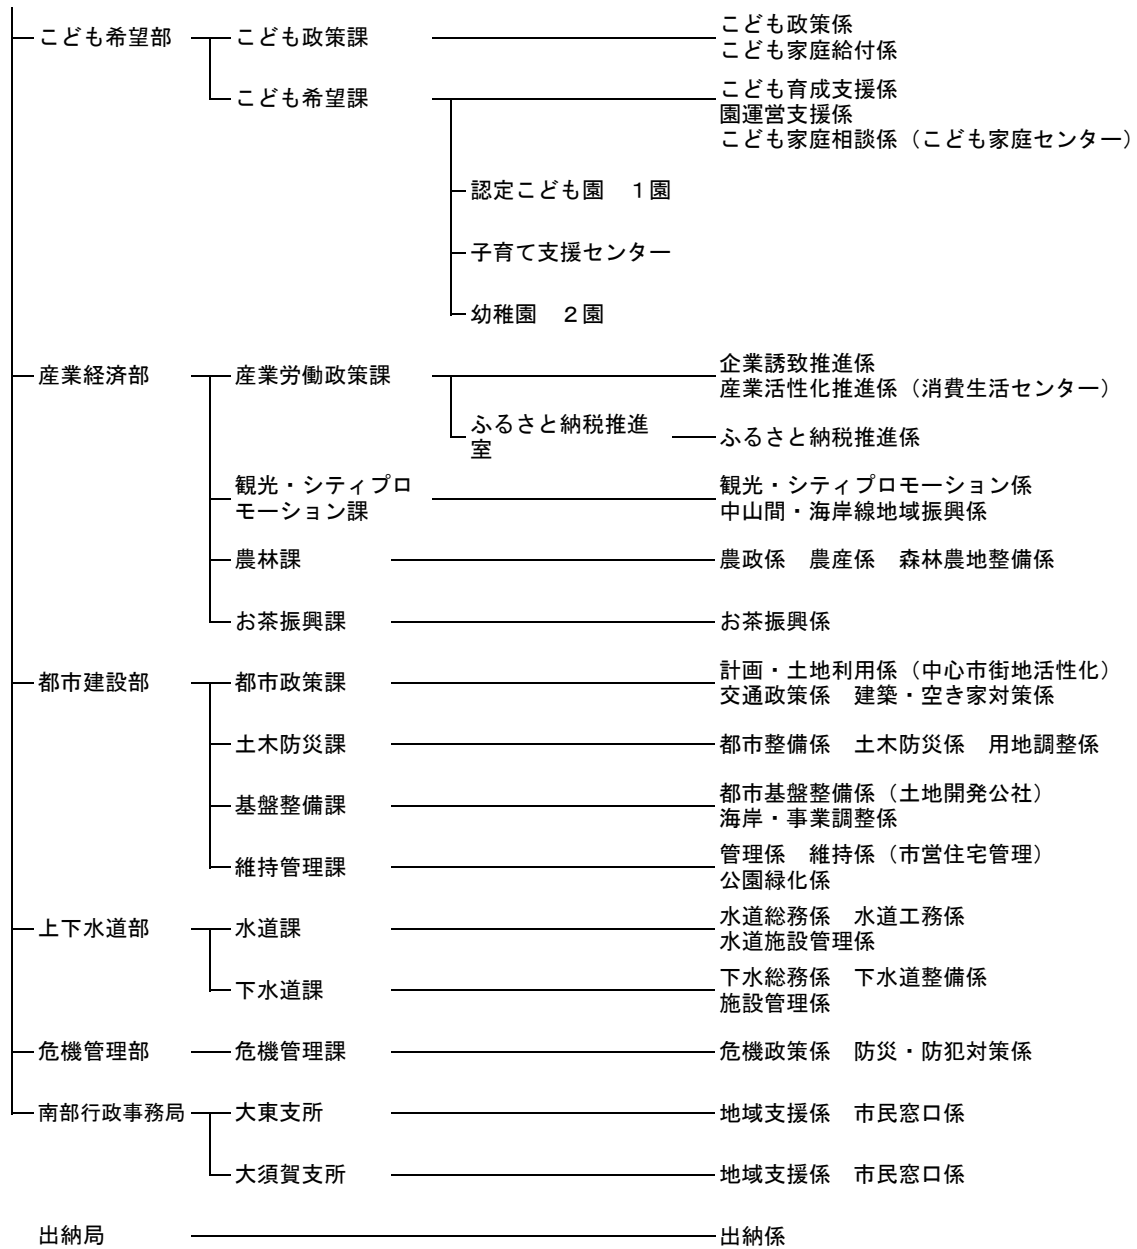 こども希望部 こども政策課 こども政策係
こども家庭給付係
こども希望課 こども育成支援係
園運営支援係
こども家庭相談係(こども家庭センター)
認定こども園 1園
子育て支援センター
幼稚園 2園
産業経済部 産業労働政策課 企業誘致推進係
産業活性化推進係(消費生活センター)
ふるさと納税推進
室
ふるさと納税推進係
観光・シティプロ
モーション課
観光・シティプロモーション係
中山間・海岸線地域振興係
農林課 農政係 農産係 森林農地整備係
お茶振興課 お茶振興係
都市建設部 都市政策課 計画・土地利用係(中心市街地活性化)
交通政策係 建築・空き家対策係
土木防災課 都市整備係 土木防災係 用地調整係
基盤整備課 都市基盤整備係(土地開発公社)
海岸・事業調整係
維持管理課 管理係 維持係(市営住宅管理)
公園緑化係
上下水道部 水道課 水道総務係 水道工務係
水道施設管理係
下水道課 下水総務係 下水道整備係
施設管理係
危機管理部 危機管理課 危機政策係 防災・防犯対策係
南部行政事務局 大東支所 地域支援係 市民窓口係
大須賀支所 地域支援係 市民窓口係
出納局 出納係